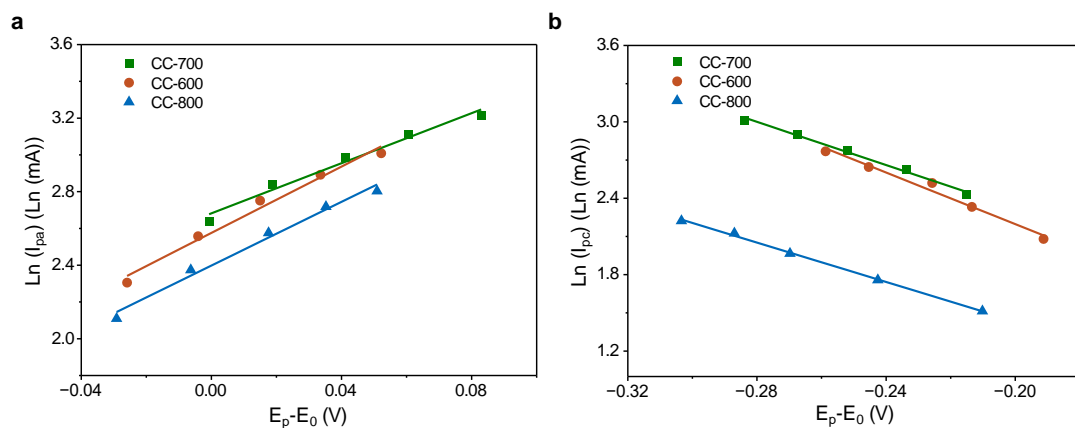 a
3.6
3.2
2.8
2.4
2.0
Ln (Ipa) (Ln (mA))
CC-700
CC-600
CC-800
−0.04
0.00
0.04
0.08
Ep-E0 (V)
b
3.6
3.0
2.4
1.8
1.2
Ln (Ipc) (Ln (mA))
CC-700
CC-600
CC-800
−0.32
−0.28
−0.24
−0.20
Ep-E0 (V)